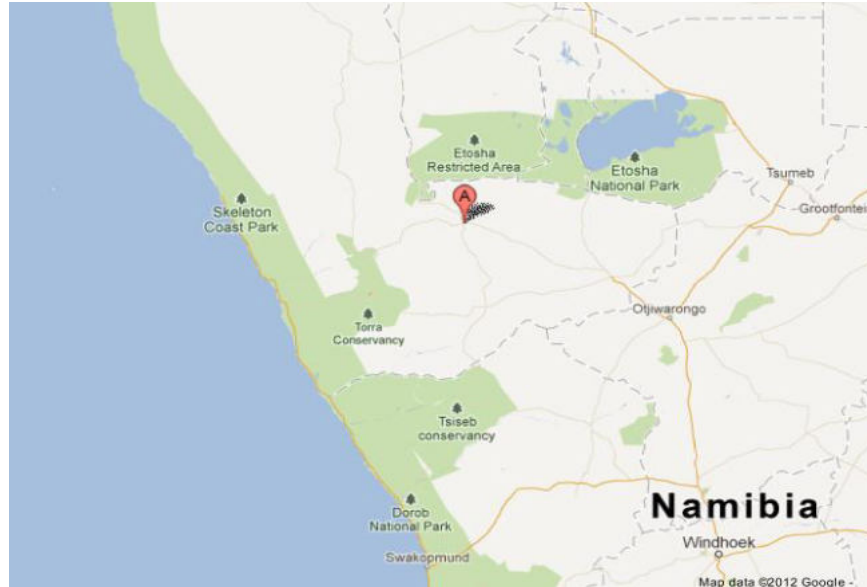 Etosha
Restricted Area
Etosha
National Park
Tsumeb
A
Grootfontein
Skeleton
Coast Park
Otjiwarongo
Torra
Conservancy
Tsiseb
conservancy
Dorob
National Park
Namibia
Windhoek
Swakopmund
Map data ©2012 Google -